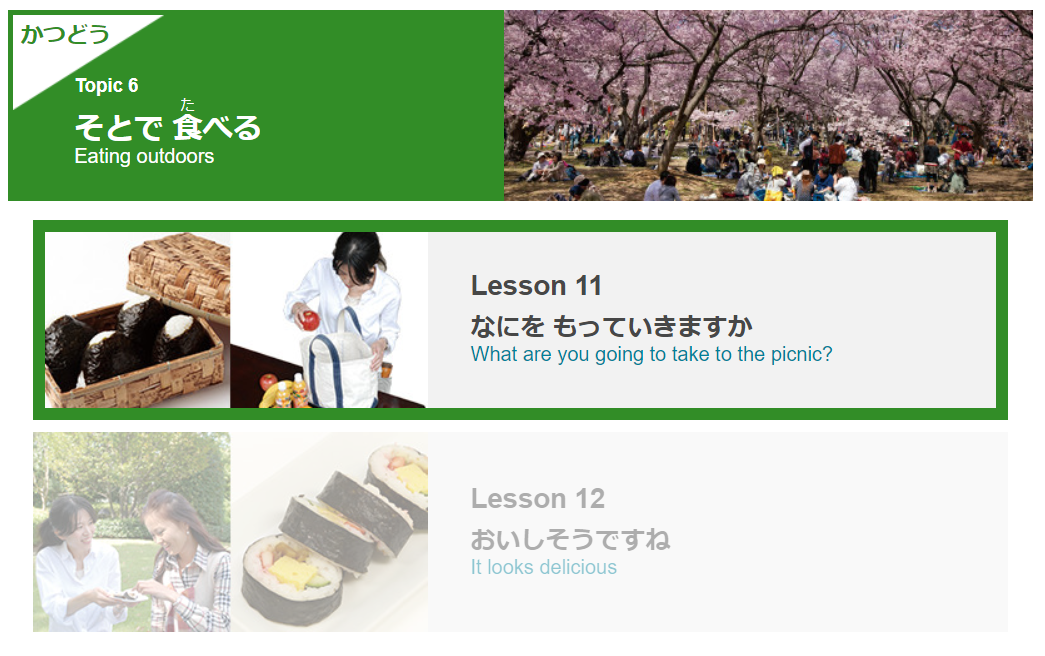 かつどう
Topic 6
た
そとで 食べる
Eating outdoors
Lesson 11
なにを もっていきますか
What are you going to take to the picnic?
Lesson 12
おいしそうですね
It looks delicious